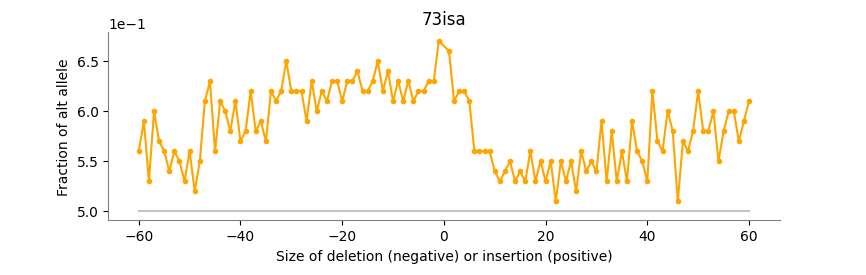 73isa
1e−1
6.5
6.0
5.5
5.0
Fraction of alt allele
−60
−40
−20
0
20
40
60
Size of deletion (negative) or insertion (positive)